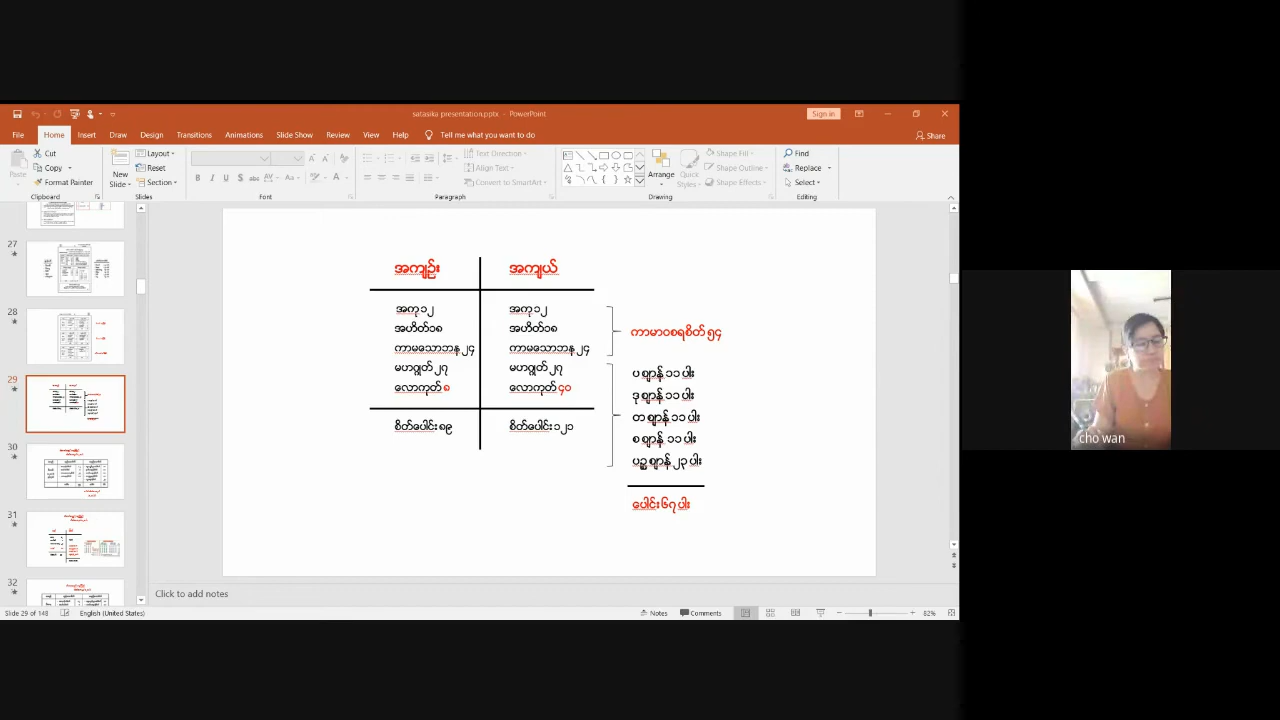 satasika presentation.pptx - PowerPoint
Sign in
File Home Insert Draw Design Transitions Animations Slide Show Review View Help Tell me what you want to do
Share
Paste
Cut
Copy
Format Painter
Clipboard
New Slide
Layout
Reset
Section
Slides
Font
Text Direction
Align Text
Convert to SmartArt
Paragraph
Arrange
Quick Styles
Shape Fill
Shape Outline
Shape Effects
Drawing
Find
Replace
Select
Editing
27
28
29
30
31
32
အကျဉ်း အကျယ်
အကု ၁၂ အကု ၁၂
အဟိတ် ၁၈ အဟိတ် ၁၈
ကာမသောဘန ၂၄ ကာမသောဘန ၂၄
မဟဂ္ဂုတ် ၂၇ မဟဂ္ဂုတ် ၂၇
လောကုတ် ၈ လောကုတ် ၄၀
စိတ်ပေါင်း ၈၉ စိတ်ပေါင်း ၁၂၁
ကာမာဝစရစိတ် ၅၄
ပ ဈာန် ၁၁ ပါး
ဒု ဈာန် ၁၁ ပါး
တ ဈာန် ၁၁ ပါး
စ ဈာန် ၁၁ ပါး
ပဉ္စ ဈာန် ၂၃ ပါး
ပေါင်း ၆၇ ပါး
Click to add notes
Slide 29 of 148 English (United States) Notes Comments 82%
cho wan